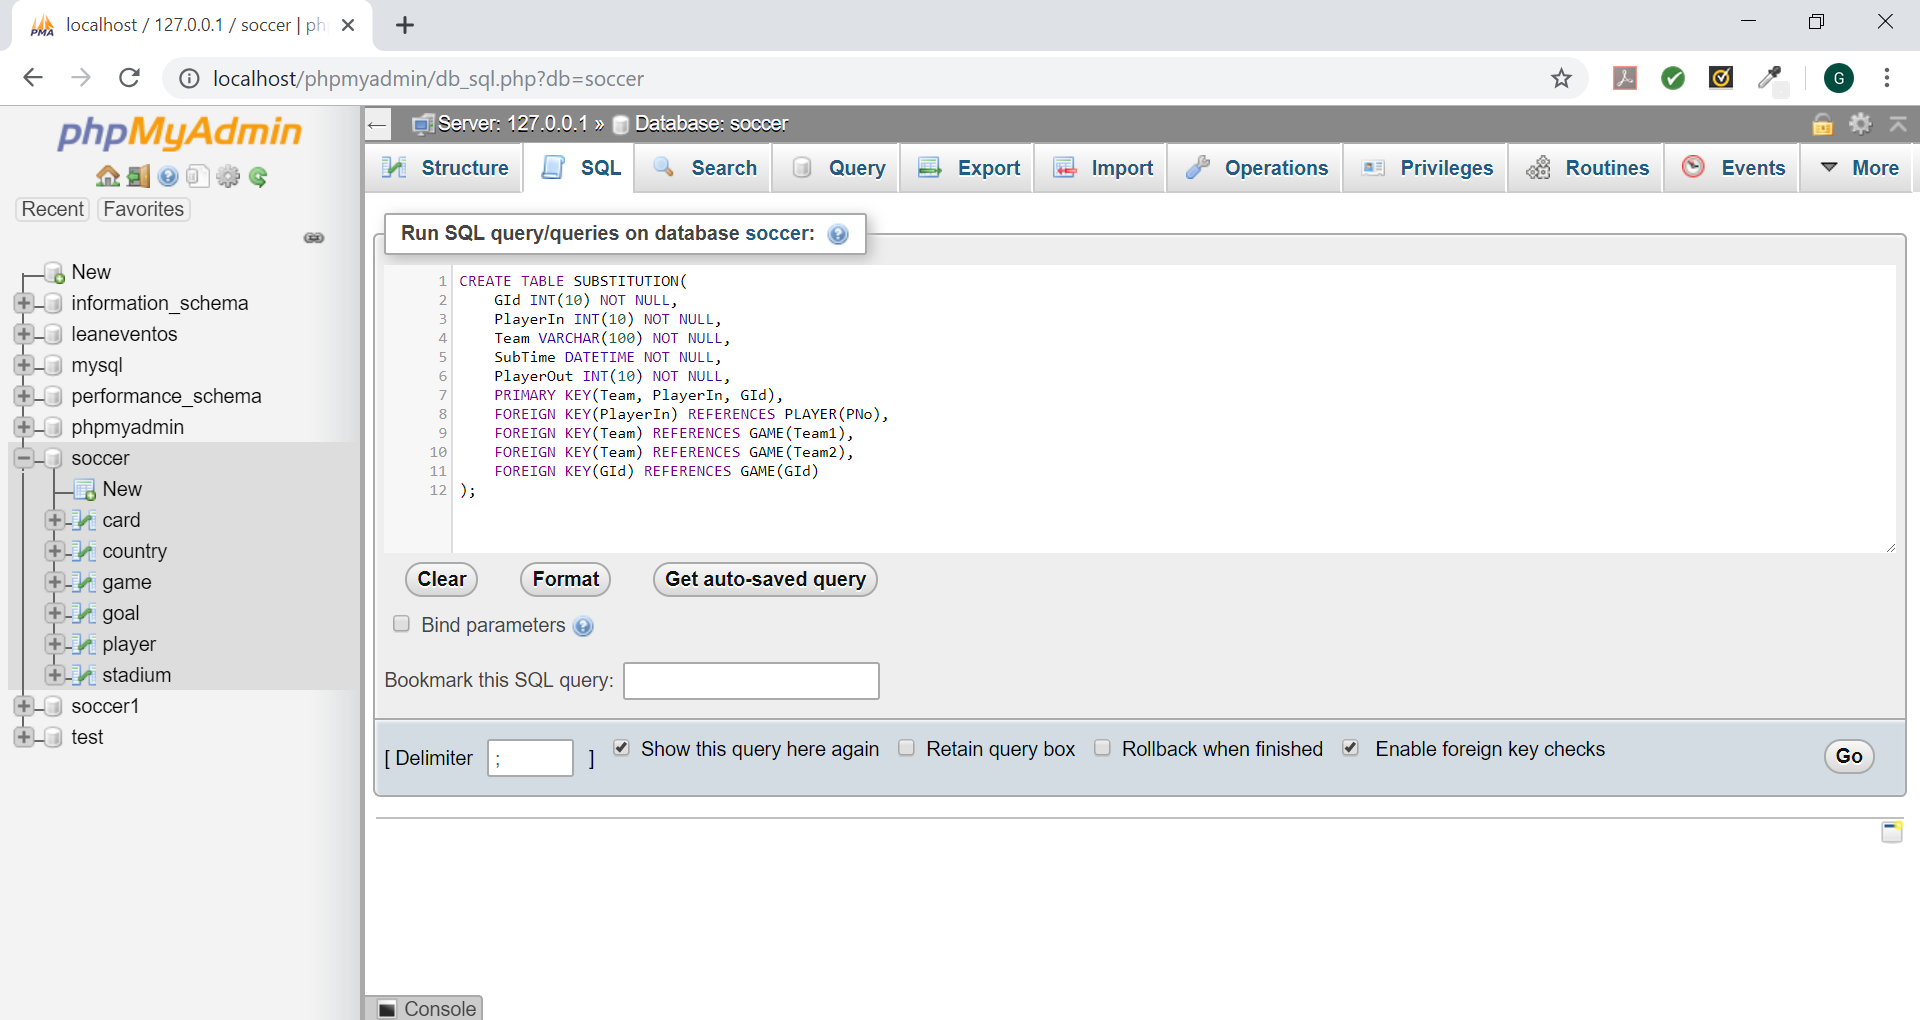 localhost / 127.0.0.1 / soccer | ph
localhost/phpmyadmin/db_sql.php?db=soccer
G
phpMyAdmin
Recent Favorites
New
information_schema
leaneventos
mysql
performance_schema
phpmyadmin
soccer
New
card
country
game
goal
player
stadium
soccer1
test
Server: 127.0.0.1 » Database: soccer
Structure SQL Search Query Export Import Operations Privileges Routines Events More
Run SQL query/queries on database soccer:
1 CREATE TABLE SUBSTITUTION(
2 GId INT(10) NOT NULL,
3 PlayerIn INT(10) NOT NULL,
4 Team VARCHAR(100) NOT NULL,
5 SubTime DATETIME NOT NULL,
6 PlayerOut INT(10) NOT NULL,
7 PRIMARY KEY(Team, PlayerIn, GId),
8 FOREIGN KEY(PlayerIn) REFERENCES PLAYER(PNo),
9 FOREIGN KEY(Team) REFERENCES GAME(Team1),
10 FOREIGN KEY(Team) REFERENCES GAME(Team2),
11 FOREIGN KEY(GId) REFERENCES GAME(GId)
12 );
Clear Format Get auto-saved query
Bind parameters
Bookmark this SQL query:
[ Delimiter ; ] Show this query here again Retain query box Rollback when finished Enable foreign key checks Go
Console